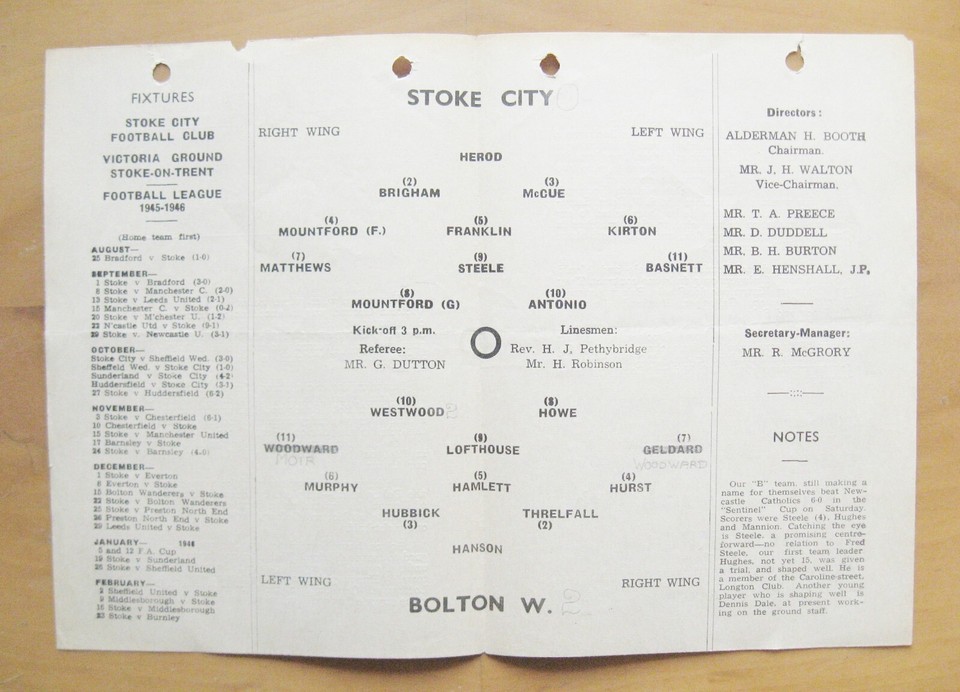 FIXTURES
STOKE CITY
FOOTBALL CLUB
VICTORIA GROUND
STOKE-ON-TRENT
FOOTBALL LEAGUE
1945-1946
(Home team first)
AUGUST—
25 Bradford v Stoke (1-0)
SEPTEMBER—
1 Stoke v Bradford (3-0)
8 Stoke v Manchester C. (2-0)
13 Stoke v Leeds United (2-1)
15 Manchester C. v Stoke (0-2)
20 Stoke v M'chester U. (1-2)
22 N'castle Utd v Stoke (9-1)
29 Stoke v. Newcastle U. (3-1)
OCTOBER—
Stoke City v Sheffield Wed. (3-0)
Sheffield Wed. v Stoke City (1-0)
Sunderland v Stoke City (4-2)
Huddersfield v Stoke City (3-1)
27 Stoke v Huddersfield (6-2)
NOVEMBER—
3 Stoke v Chesterfield (6-1)
10 Chesterfield v Stoke
15 Stoke v Manchester United
17 Barnsley v Stoke
24 Stoke v Barnsley (4-0)
DECEMBER—
1 Stoke v Everton
8 Everton v Stoke
15 Bolton Wanderers v Stoke
22 Stoke v Bolton Wanderers
25 Stoke v Preston North End
26 Preston North End v Stoke
29 Leeds United v Stoke
JANUARY— 1946
5 and 12 F.A. Cup
19 Stoke v Sunderland
26 Stoke v Sheffield United
FEBRUARY—
2 Sheffield United v Stoke
9 Middlesborough v Stoke
16 Stoke v Middlesborough
23 Stoke v Burnley
STOKE CITY 0
RIGHT WING LEFT WING
HEROD
(2) (3)
BRIGHAM McCUE
(4) (5) (6)
MOUNTFORD (F.) FRANKLIN KIRTON
(7) (9) (11)
MATTHEWS STEELE BASNETT
(8) (10)
MOUNTFORD (G) ANTONIO
Kick-off 3 p.m. Linesmen:
Referee: Rev. H. J. Pethybridge
MR. G. DUTTON Mr. H. Robinson
(10) (8)
WESTWOOD 2 HOWE
(11) (9) (7)
WOODWARD LOFTHOUSE GELDARD
MOIR WOODWARD
(6) (5) (4)
MURPHY HAMLETT HURST
HUBBICK THRELFALL
(3) (2)
HANSON
LEFT WING RIGHT WING
BOLTON W. 2
Directors:
ALDERMAN H. BOOTH
Chairman.
MR. J. H. WALTON
Vice-Chairman.
MR. T. A. PREECE
MR. D. DUDDELL
MR. B. H. BURTON
MR. E. HENSHALL, J.P.
Secretary-Manager:
MR. R. McGRORY
NOTES
Our "B" team, still making a
name for themselves beat New-
castle Catholics 6-0 in the
"Sentinel" Cup on Saturday.
Scorers were Steele (4), Hughes
and Mannion. Catching the eye
is Steele, a promising centre-
forward—no relation to Fred
Steele, our first team leader
Hughes, not yet 15, was given
a trial, and shaped well. He is
a member of the Caroline-street,
Longton Club. Another young
player who is shaping well is
Dennis Dale, at present work-
ing on the ground staff.